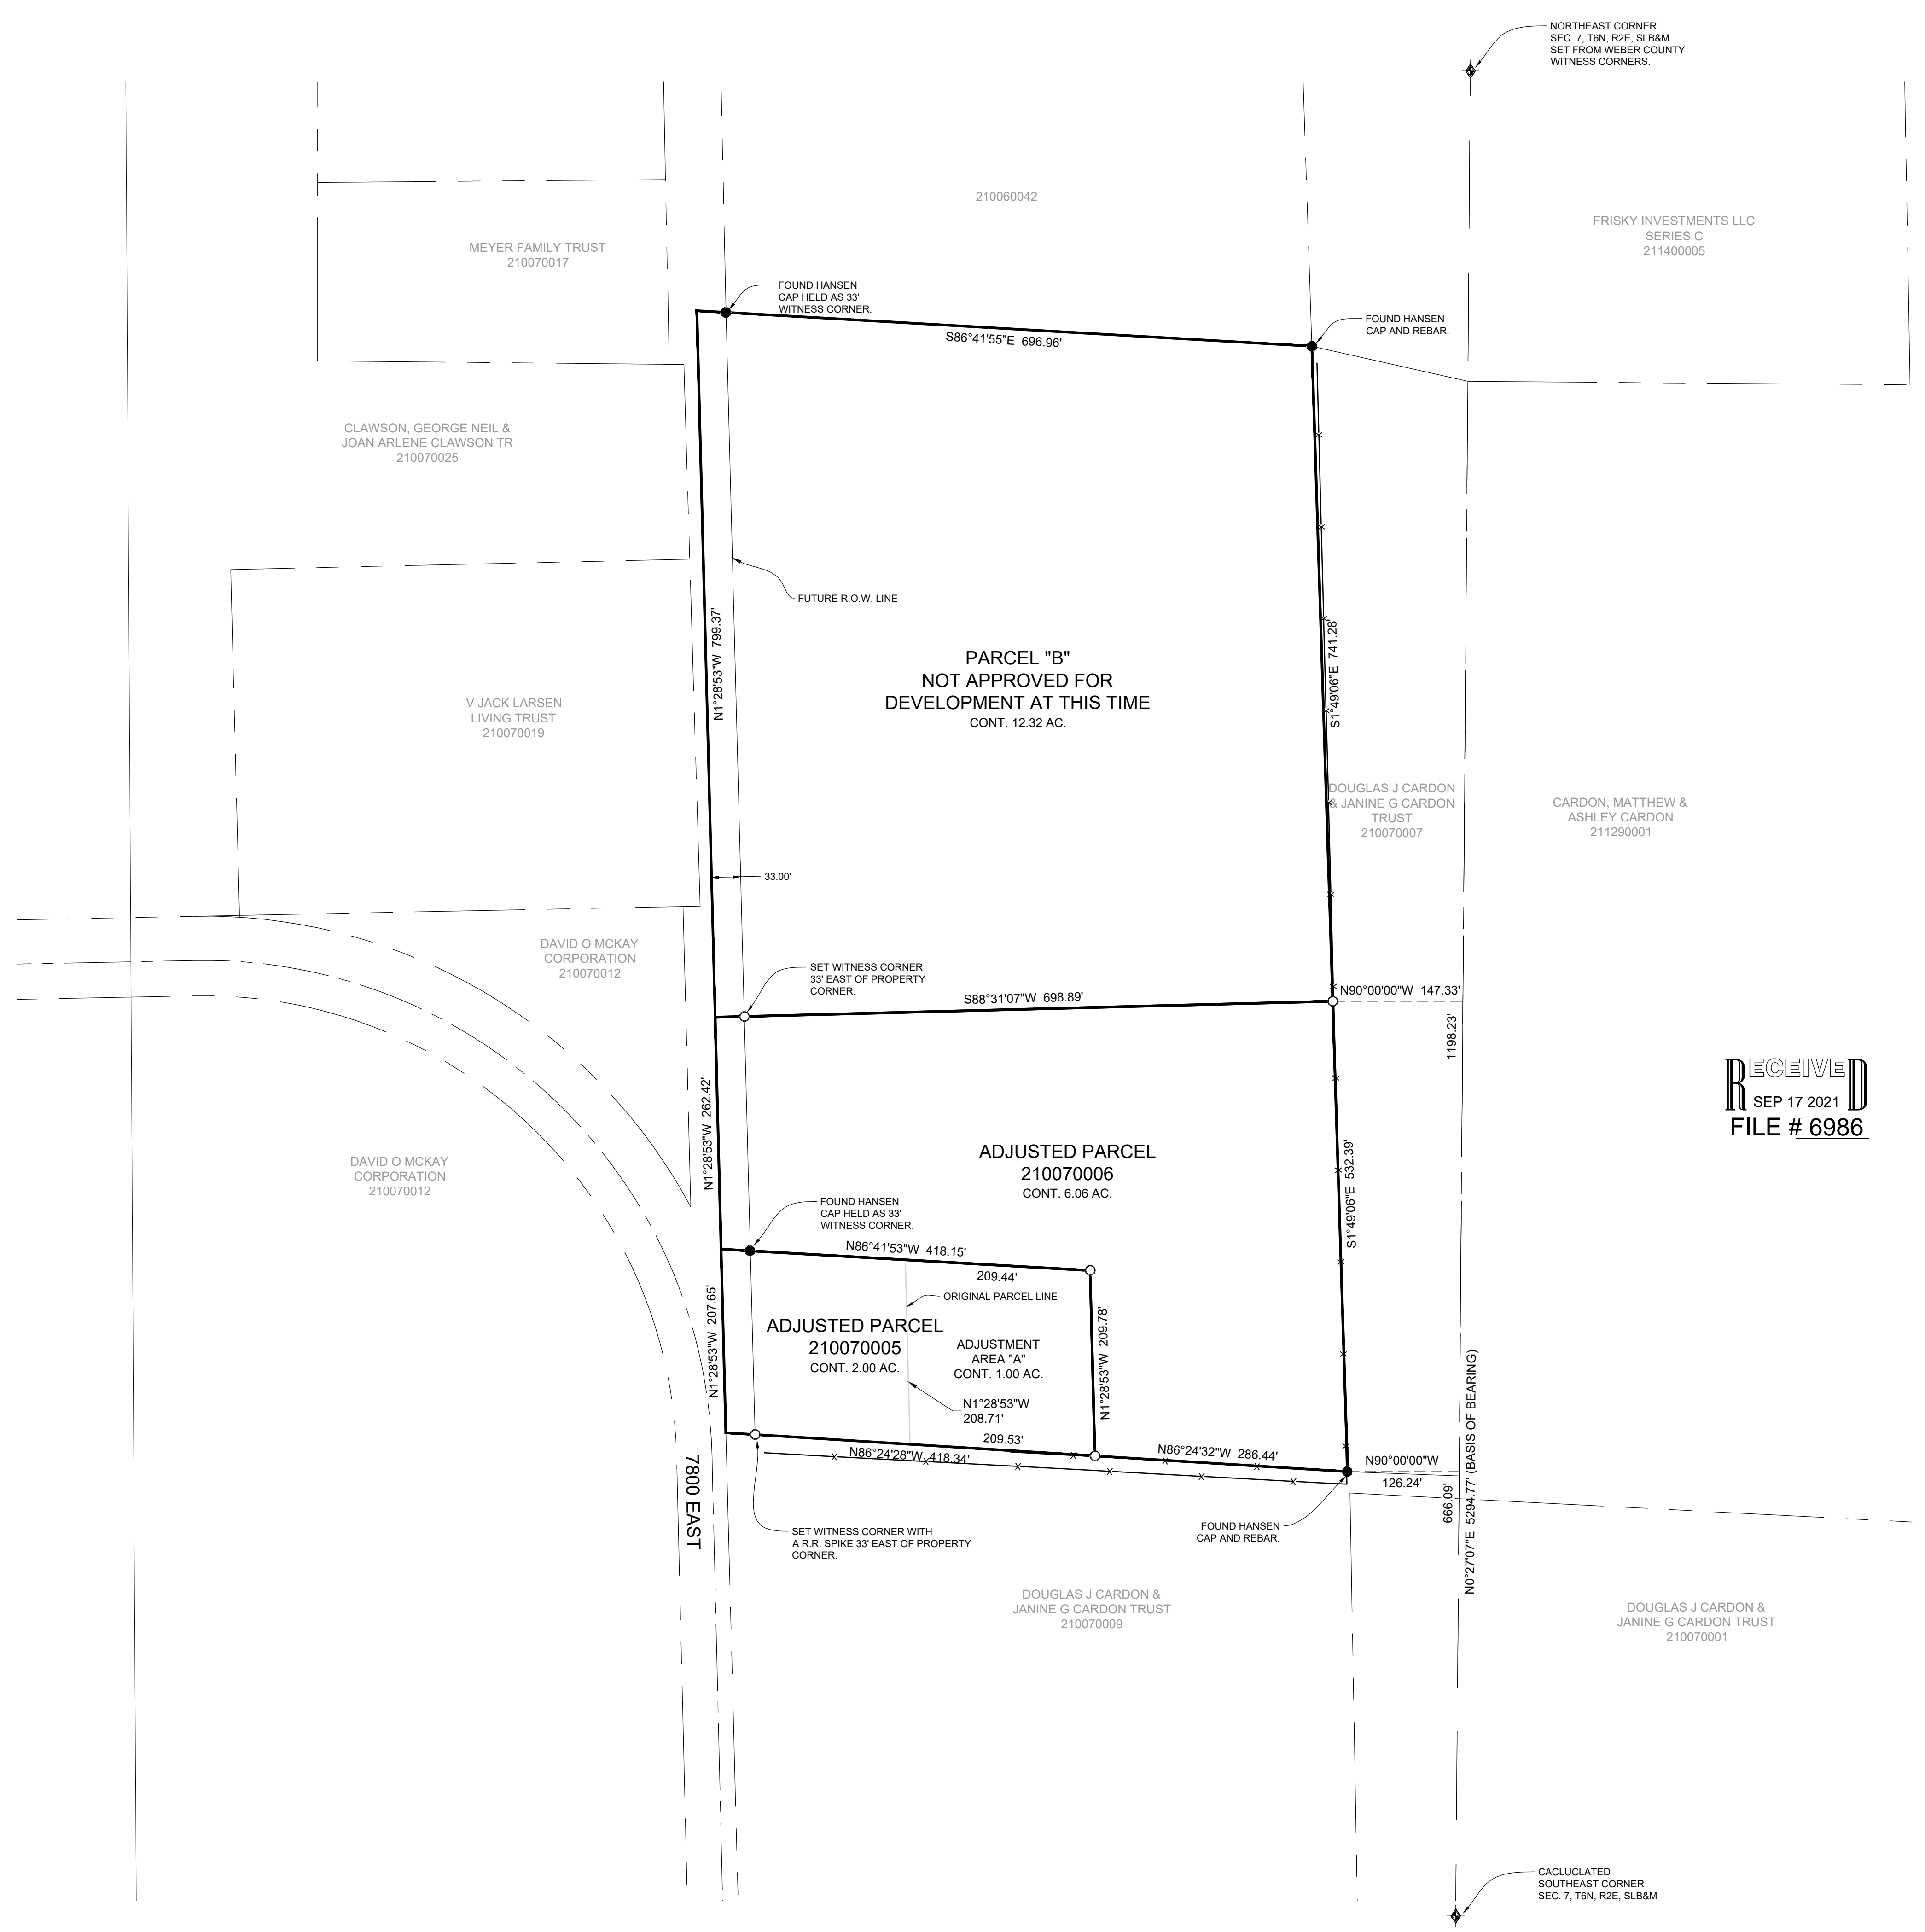 NORTHEAST CORNER
SEC. 7, T6N, R2E, SLB&M
SET FROM WEBER COUNTY
WITNESS CORNERS.
210060042
FRISKY INVESTMENTS LLC
SERIES C
211400005
MEYER FAMILY TRUST
210070017
FOUND HANSEN
CAP HELD AS 33'
WITNESS CORNER.
FOUND HANSEN
CAP AND REBAR.
S86°41'55"E 696.96'
CLAWSON, GEORGE NEIL &
JOAN ARLENE CLAWSON TR
210070025
FUTURE R.O.W. LINE
N1°28'53"W 799.37'
PARCEL "B"
NOT APPROVED FOR
DEVELOPMENT AT THIS TIME
CONT. 12.32 AC.
S1°49'06"E 741.28'
V JACK LARSEN
LIVING TRUST
210070019
DOUGLAS J CARDON
& JANINE G CARDON
TRUST
210070007
CARDON, MATTHEW &
ASHLEY CARDON
211290001
33.00'
DAVID O MCKAY
CORPORATION
210070012
SET WITNESS CORNER
33' EAST OF PROPERTY
CORNER.
S88°31'07"W 698.89'
N90°00'00"W 147.33'
1198.23'
RECEIVED
SEP 17 2021
FILE # 6986
N1°28'53"W 262.42'
DAVID O MCKAY
CORPORATION
210070012
ADJUSTED PARCEL
210070006
CONT. 6.06 AC.
S1°49'06"E 532.39'
FOUND HANSEN
CAP HELD AS 33'
WITNESS CORNER.
N86°41'53"W 418.15'
209.44'
ORIGINAL PARCEL LINE
N1°28'53"W 207.65'
ADJUSTED PARCEL
210070005
CONT. 2.00 AC.
ADJUSTMENT
AREA "A"
CONT. 1.00 AC.
N1°28'53"W 209.78'
N1°28'53"W
208.71'
209.53'
N86°24'28"W 418.34'
N86°24'32"W 286.44'
N90°00'00"W
126.24'
666.09'
N0°27'07"E 5294.77' (BASIS OF BEARING)
7800 EAST
SET WITNESS CORNER WITH
A R.R. SPIKE 33' EAST OF PROPERTY
CORNER.
FOUND HANSEN
CAP AND REBAR.
DOUGLAS J CARDON &
JANINE G CARDON TRUST
210070009
DOUGLAS J CARDON &
JANINE G CARDON TRUST
210070001
CACLUCLATED
SOUTHEAST CORNER
SEC. 7, T6N, R2E, SLB&M